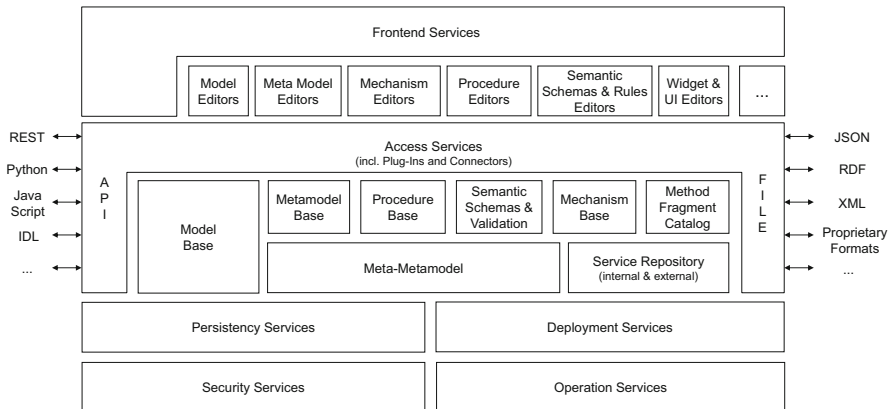 Frontend Services
Model
Editors
Meta Model
Editors
Mechanism
Editors
Procedure
Editors
Semantic
Schemas & Rules
Editors
Widget &
UI Editors
...
REST
Python
Java
Script
IDL
...
API
Access Services
(incl. Plug-Ins and Connectors)
Model
Base
Metamodel
Base
Procedure
Base
Semantic
Schemas &
Validation
Mechanism
Base
Method
Fragment
Catalog
Meta-Metamodel
Service Repository
(internal & external)
FILE
JSON
RDF
XML
Proprietary
Formats
...
Persistency Services
Deployment Services
Security Services
Operation Services